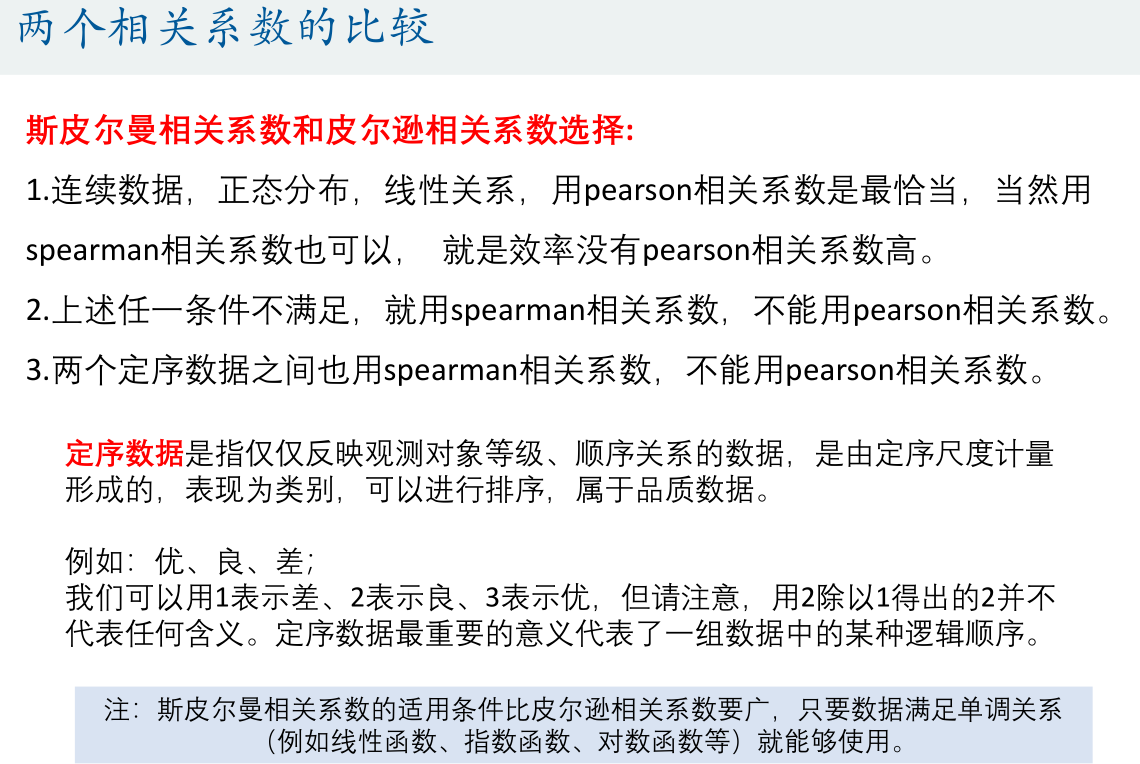 两个相关系数的比较
斯皮尔曼相关系数和皮尔逊相关系数选择:
1.连续数据，正态分布，线性关系，用pearson相关系数是最恰当，当然用
spearman相关系数也可以， 就是效率没有pearson相关系数高。
2.上述任一条件不满足，就用spearman相关系数，不能用pearson相关系数。
3.两个定序数据之间也用spearman相关系数，不能用pearson相关系数。
定序数据是指仅仅反映观测对象等级、顺序关系的数据，是由定序尺度计量
形成的，表现为类别，可以进行排序，属于品质数据。
例如：优、良、差；
我们可以用1表示差、2表示良、3表示优，但请注意，用2除以1得出的2并不
代表任何含义。定序数据最重要的意义代表了一组数据中的某种逻辑顺序。
注：斯皮尔曼相关系数的适用条件比皮尔逊相关系数要广，只要数据满足单调关系
（例如线性函数、指数函数、对数函数等）就能够使用。